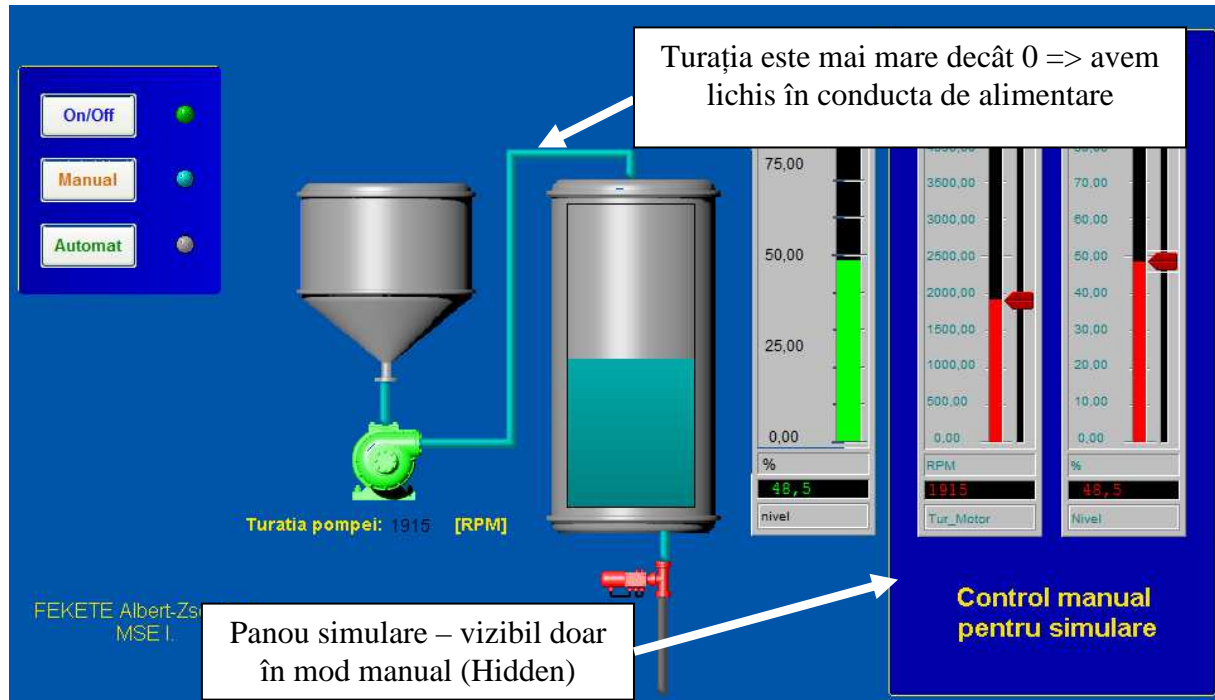 Turația este mai mare decât 0 => avem
lichis în conducta de alimentare
On/Off
Manual
Automat
75,00
50,00
25,00
0,00
%
48,5
nivel
3500,00
3000,00
2500,00
2000,00
1500,00
1000,00
500,00
0,00
RPM
1915
Tur_Motor
70,00
60,00
50,00
40,00
30,00
20,00
10,00
0,00
%
48,5
Nivel
Turatia pompei: 1915 [RPM]
FEKETE
MSE I.
Panou simulare – vizibil doar
în mod manual (Hidden)
Control manual
pentru simulare